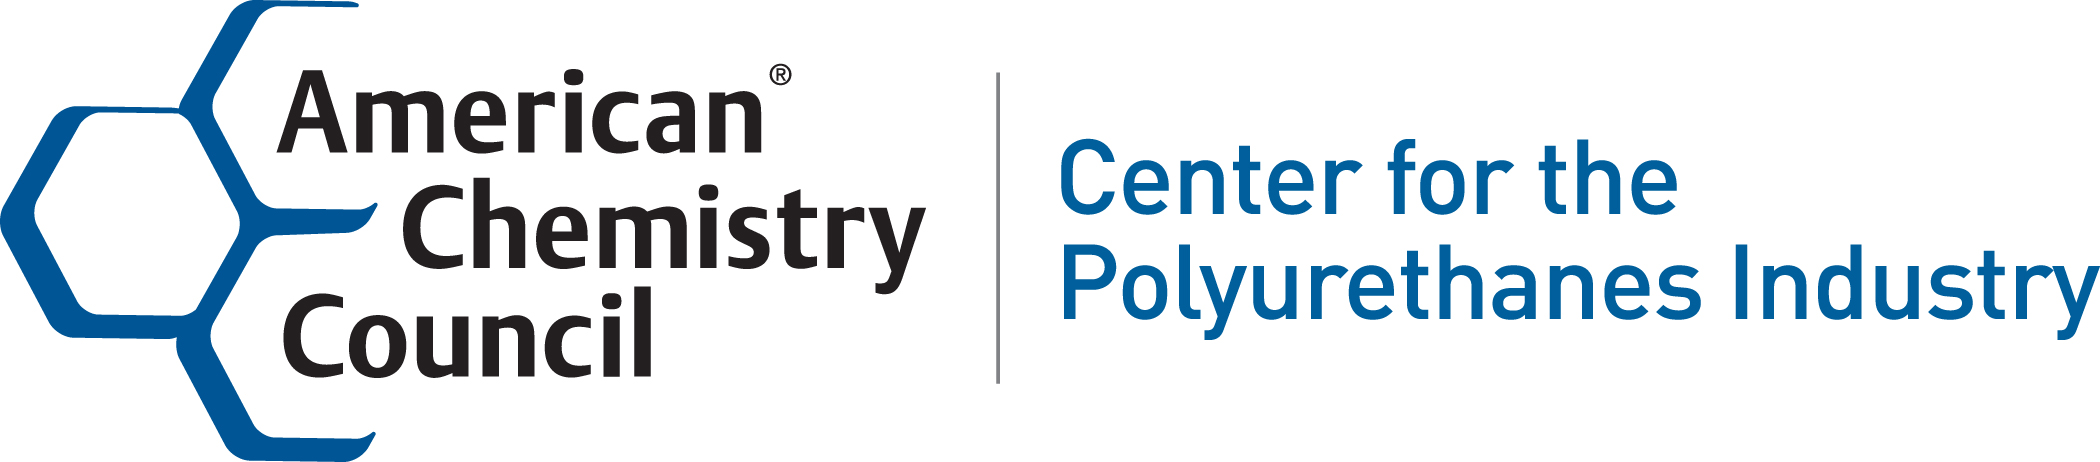 American®
Chemistry
Council
Center for the
Polyurethanes Industry